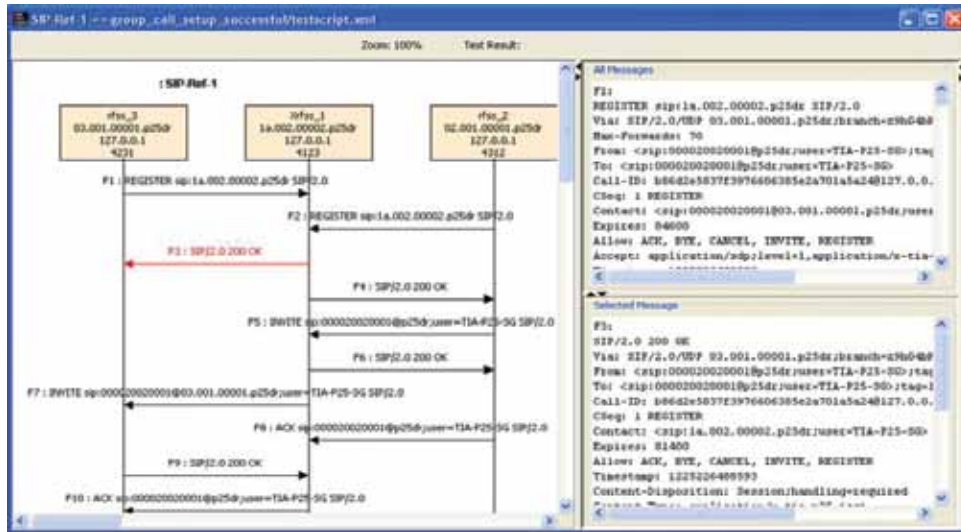 SIP-Ref-1 -- group_call_setup_successful/testscript.xml
Zoom: 100% Test Result:
: SIP-Ref-1
rfss_3
03.001.00001.p25dr
127.0.0.1
4231
rfss_1
1a.002.00002.p25dr
127.0.0.1
4123
rfss_2
02.001.00001.p25dr
127.0.0.1
4312
F1 : REGISTER sip:1a.002.00002.p25dr SIP/2.0
F2 : REGISTER sip:1a.002.00002.p25dr SIP/2.0
F3 : SIP/2.0 200 OK
F4 : SIP/2.0 200 OK
F5 : INVITE sip:000020020001@p25dr;user=TIA-P25-SG SIP/2.0
F6 : SIP/2.0 200 OK
F7 : INVITE sip:000020020001@03.001.00001.p25dr;user=TIA-P25-SG SIP/2.0
F8 : ACK sip:000020020001@p25dr;user=TIA-P25-SG SIP/2.0
F9 : SIP/2.0 200 OK
F10 : ACK sip:000020020001@p25dr;user=TIA-P25-SG SIP/2.0
All Messages
F1:
REGISTER sip:1a.002.00002.p25dr SIP/2.0
Via: SIP/2.0/UDP 03.001.00001.p25dr;branch=z9hG4bK
Max-Forwards: 70
From: <sip:000020020001@p25dr;user=TIA-P25-SG>;tag
To: <sip:000020020001@p25dr;user=TIA-P25-SG>
Call-ID: b86d2e5837f3976606385e2a701a5a24@127.0.0.
CSeq: 1 REGISTER
Contact: <sip:000020020001@03.001.00001.p25dr;user
Expires: 84600
Allow: ACK, BYE, CANCEL, INVITE, REGISTER
Accept: application/sdp;level=1,application/x-tia-
Selected Message
F3:
SIP/2.0 200 OK
Via: SIP/2.0/UDP 03.001.00001.p25dr;branch=z9hG4bK
From: <sip:000020020001@p25dr;user=TIA-P25-SG>;tag
To: <sip:000020020001@p25dr;user=TIA-P25-SG>;tag=1
Call-ID: b86d2e5837f3976606385e2a701a5a24@127.0.0.
CSeq: 1 REGISTER
Contact: <sip:1a.002.00002.p25dr;user=TIA-P25-SG>
Expires: 81400
Allow: ACK, BYE, CANCEL, INVITE, REGISTER
Timestamp: 1225226488593
Content-Disposition: Session;handling=required